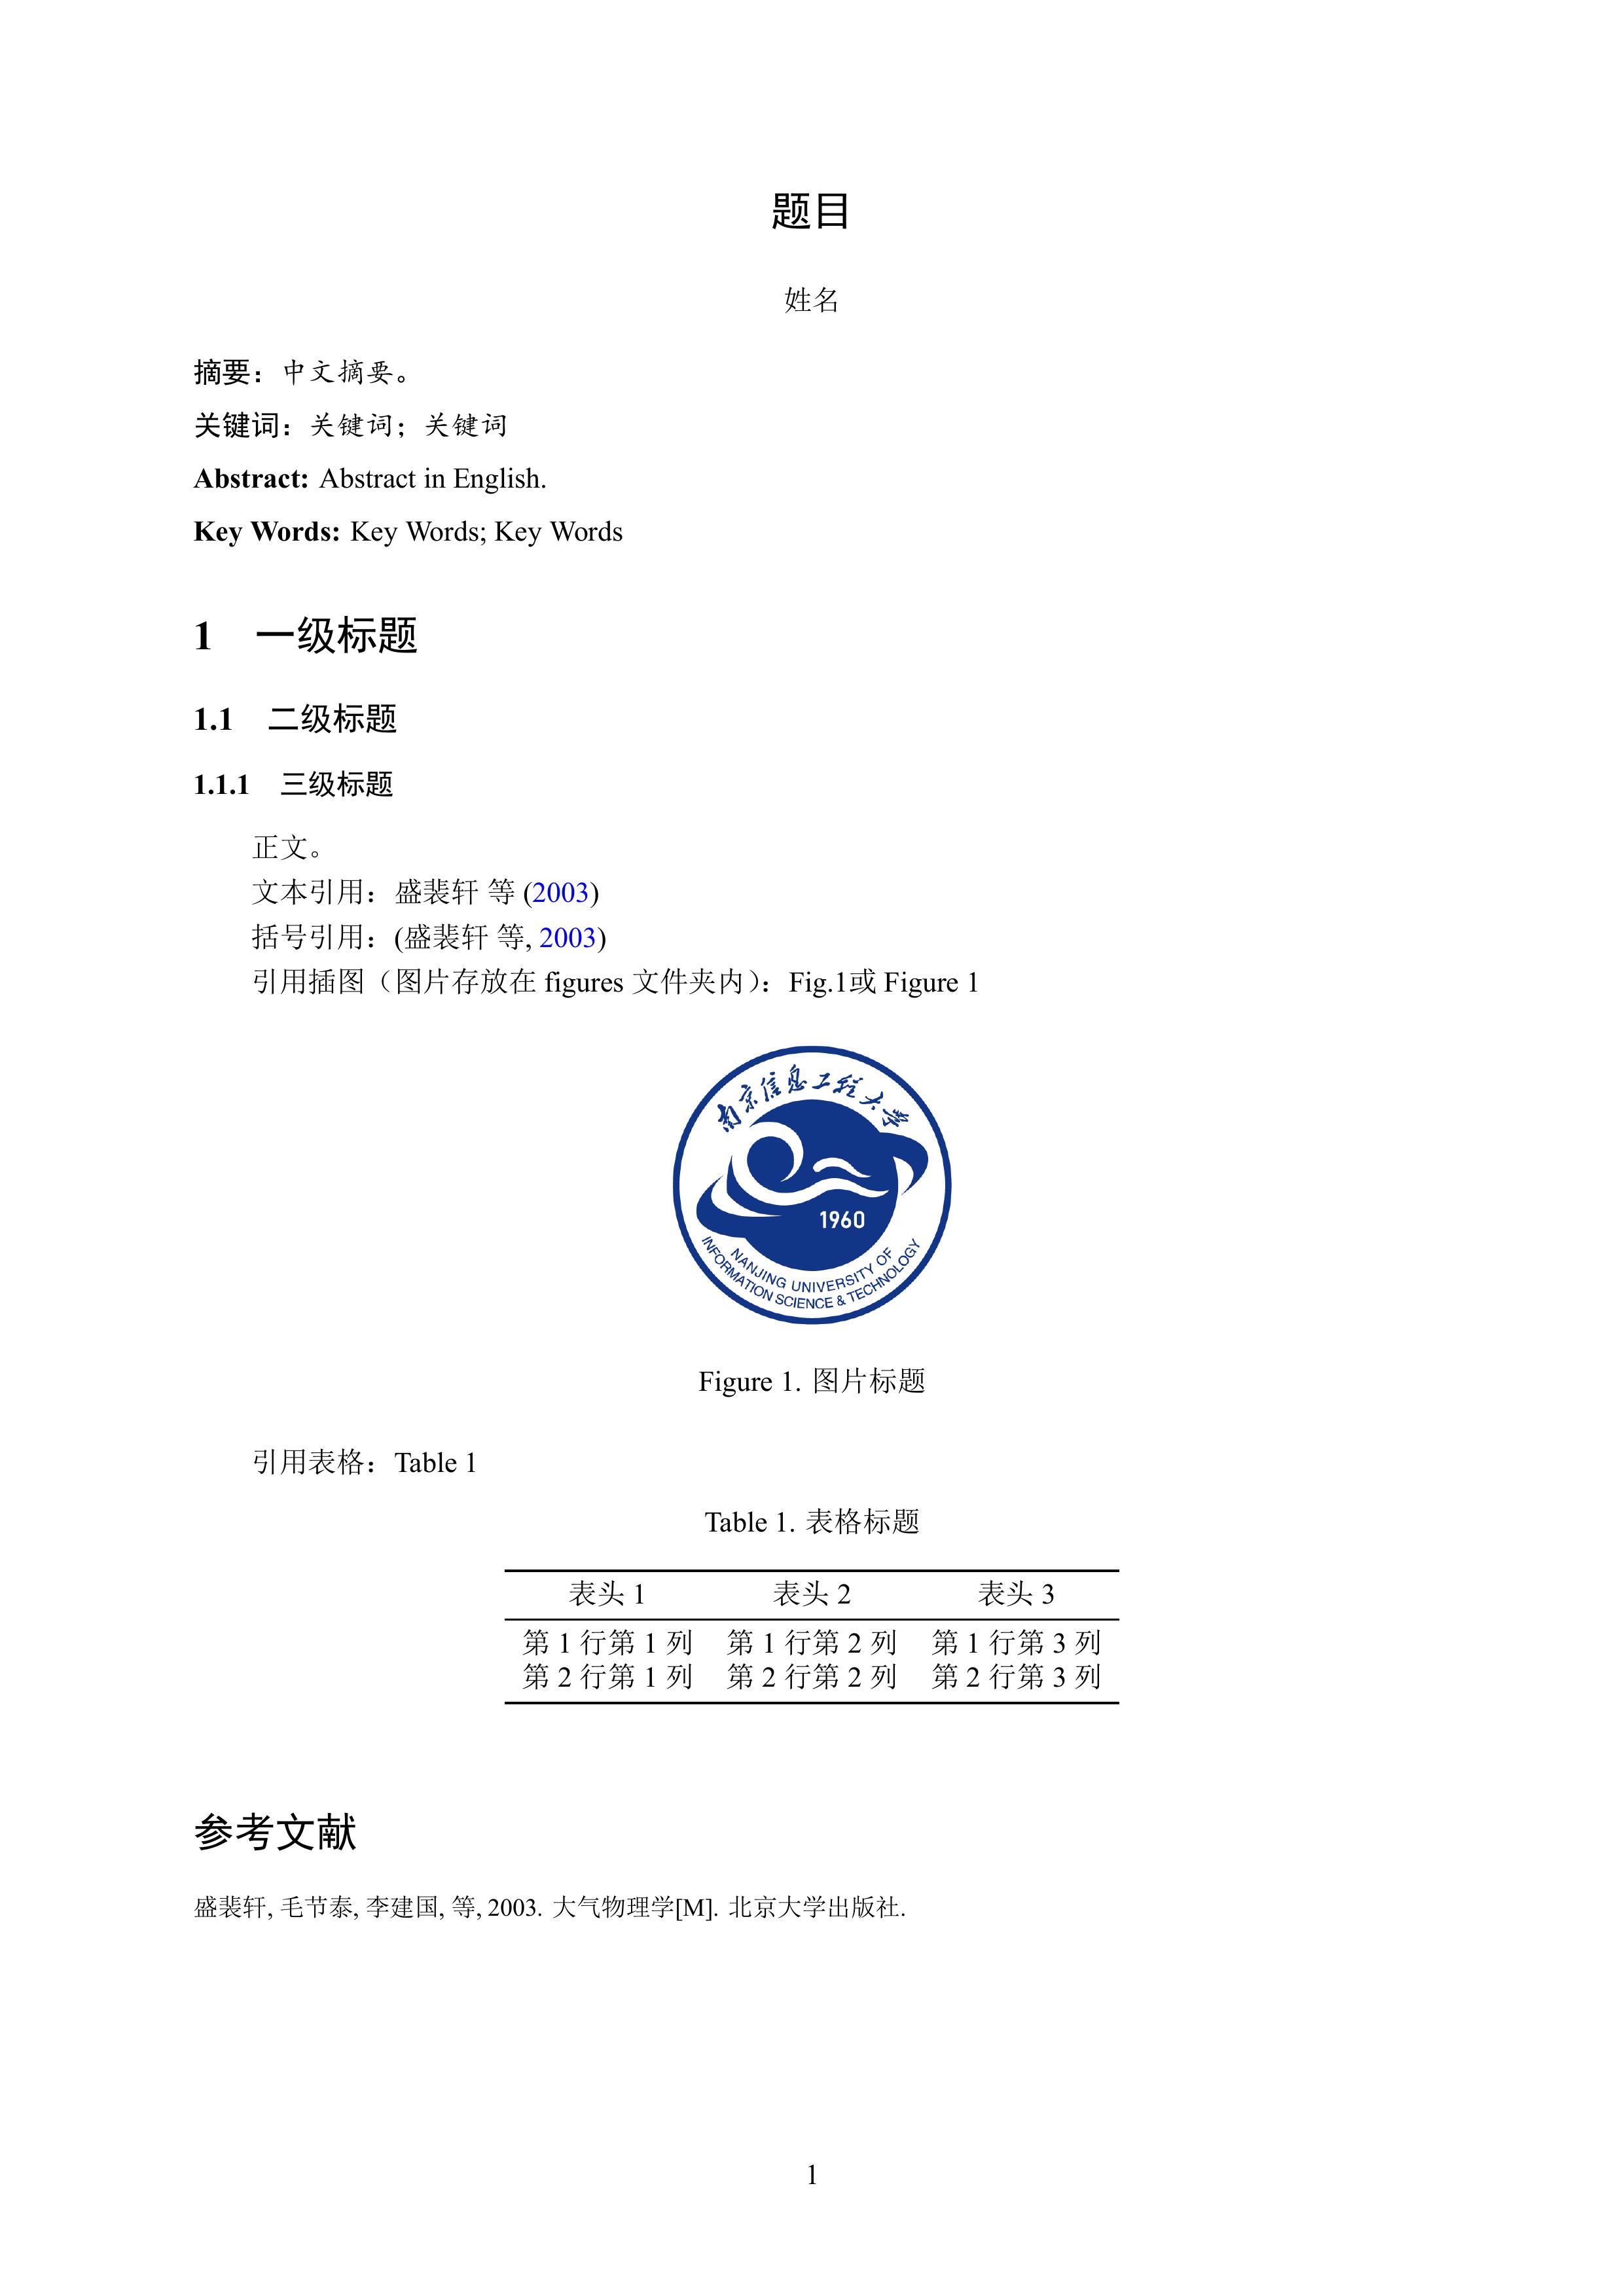 题目
姓名
摘要：中文摘要。
关键词：关键词；关键词
Abstract: Abstract in English.
Key Words: Key Words; Key Words
1 一级标题
1.1 二级标题
1.1.1 三级标题
正文。
文本引用：盛裴轩 等 (2003)
括号引用：(盛裴轩 等, 2003)
引用插图（图片存放在 figures 文件夹内）：Fig.1或 Figure 1
南京信息工程大学
1960
NANJING UNIVERSITY OF
INFORMATION SCIENCE & TECHNOLOGY
Figure 1. 图片标题
引用表格：Table 1
Table 1. 表格标题
表头 1 表头 2 表头 3
第 1 行第 1 列 第 1 行第 2 列 第 1 行第 3 列
第 2 行第 1 列 第 2 行第 2 列 第 2 行第 3 列
参考文献
盛裴轩, 毛节泰, 李建国, 等, 2003. 大气物理学[M]. 北京大学出版社.
1